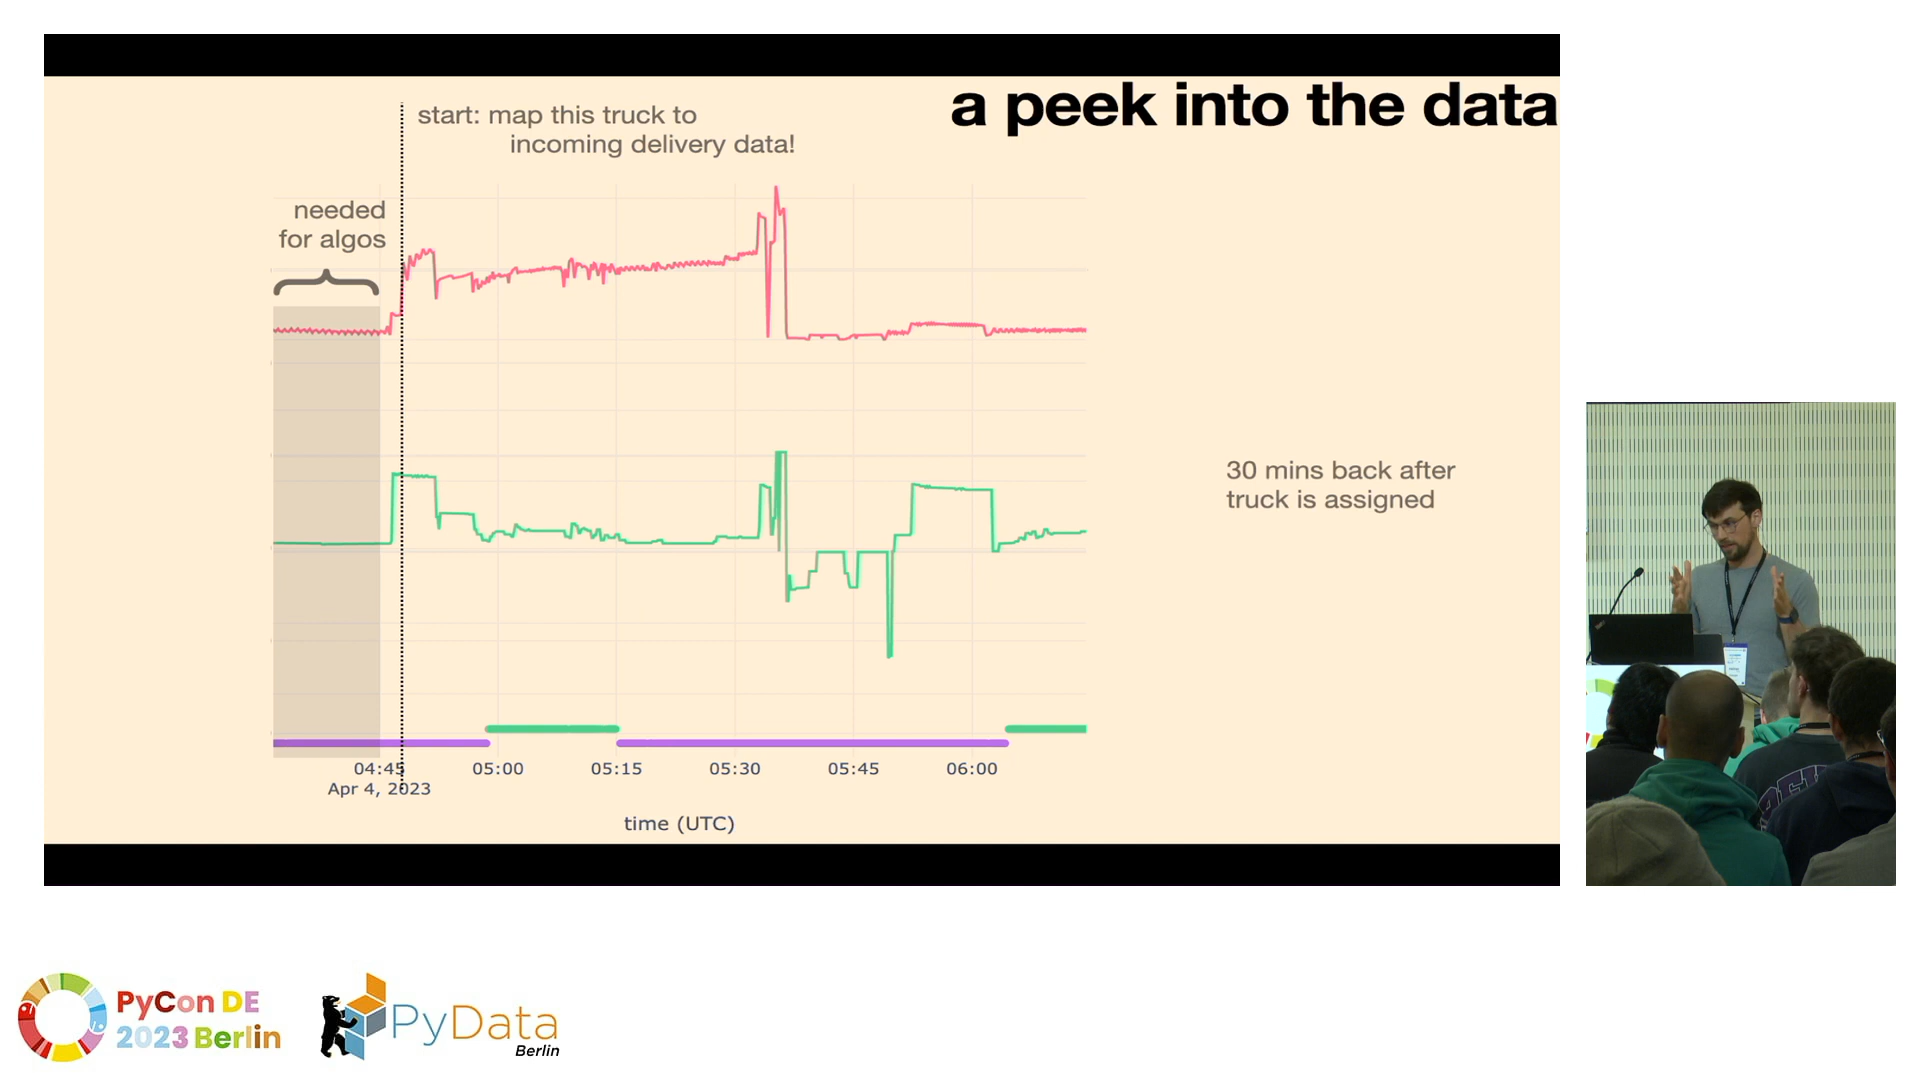 a peek into the data
start: map this truck to
incoming delivery data!
needed
for algos
30 mins back after
truck is assigned
04:45
05:00
05:15
05:30
05:45
06:00
Apr 4, 2023
time (UTC)
PyCon DE
2023 Berlin
PyData
Berlin